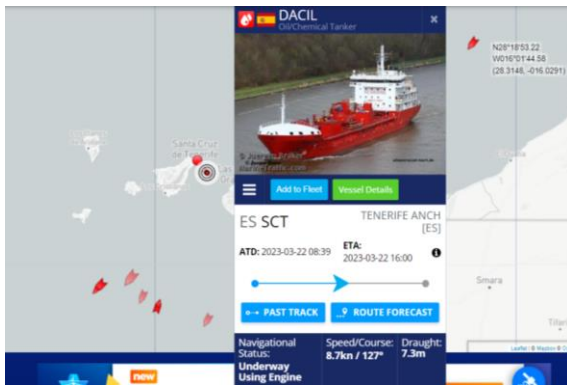 DACIL
Oil/Chemical Tanker
N28°18'53.22
W016°01'44.58
(28.3148, -016.0291)
Santa Cruz
de Tenerife
Add to Fleet
Vessel Details
ES SCT
TENERIFE ANCH
[ES]
ATD: 2023-03-22 08:39
ETA:
2023-03-22 16:00
PAST TRACK
ROUTE FORECAST
Smara
Navigational
Status:
Underway
Using Engine
Speed/Course:
8.7kn / 127°
Draught:
7.3m
new